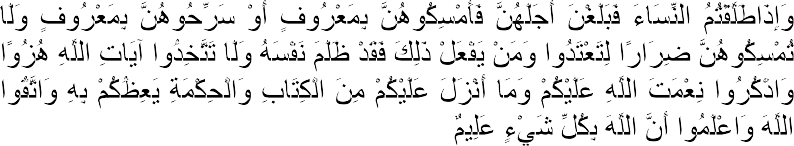 وَإِذَاطَلَّقْتُمُ النِّسَاءَ فَبَلَغْنَ أَجَلَهُنَّ فَأَمْسِكُوهُنَّ بِمَعْرُوفٍ أَوْ سَرِّحُوهُنَّ بِمَعْرُوفٍ وَلَا
تُمْسِكُوهُنَّ ضِرَارًا لِتَعْتَدُوا وَمَنْ يَفْعَلْ ذَلِكَ فَقَدْ ظَلَمَ نَفْسَهُ وَلَا تَتَّخِذُوا آيَاتِ اللَّهِ هُزُوًا
وَاذْكُرُوا نِعْمَتَ اللَّهِ عَلَيْكُمْ وَمَا أَنْزَلَ عَلَيْكُمْ مِنَ الْكِتَابِ وَالْحِكْمَةِ يَعِظُكُمْ بِهِ وَاتَّقُوا
اللَّهَ وَاعْلَمُوا أَنَّ اللَّهَ بِكُلِّ شَيْءٍ عَلِيمٌ